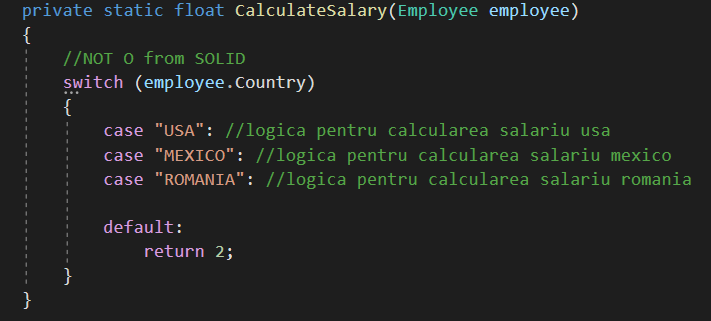 private static float CalculateSalary(Employee employee)
{
//NOT O from SOLID
switch (employee.Country)
{
case "USA": //logica pentru calcularea salariu usa
case "MEXICO": //logica pentru calcularea salariu mexico
case "ROMANIA": //logica pentru calcularea salariu romania
default:
return 2;
}
}